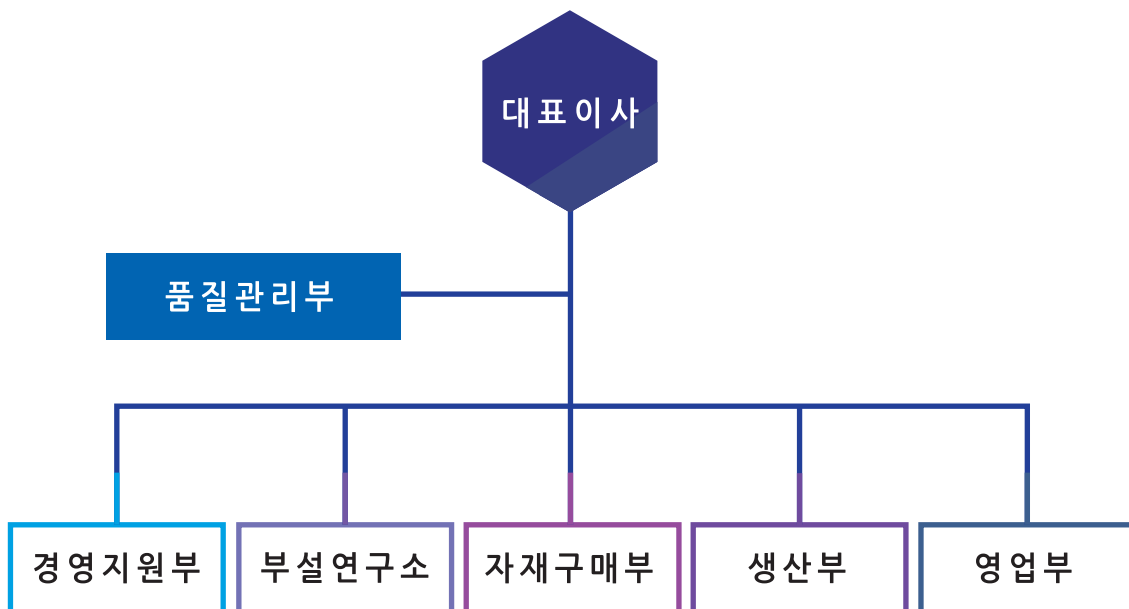 대표이사
품질관리부
경영지원부
부설연구소
자재구매부
생산부
영업부